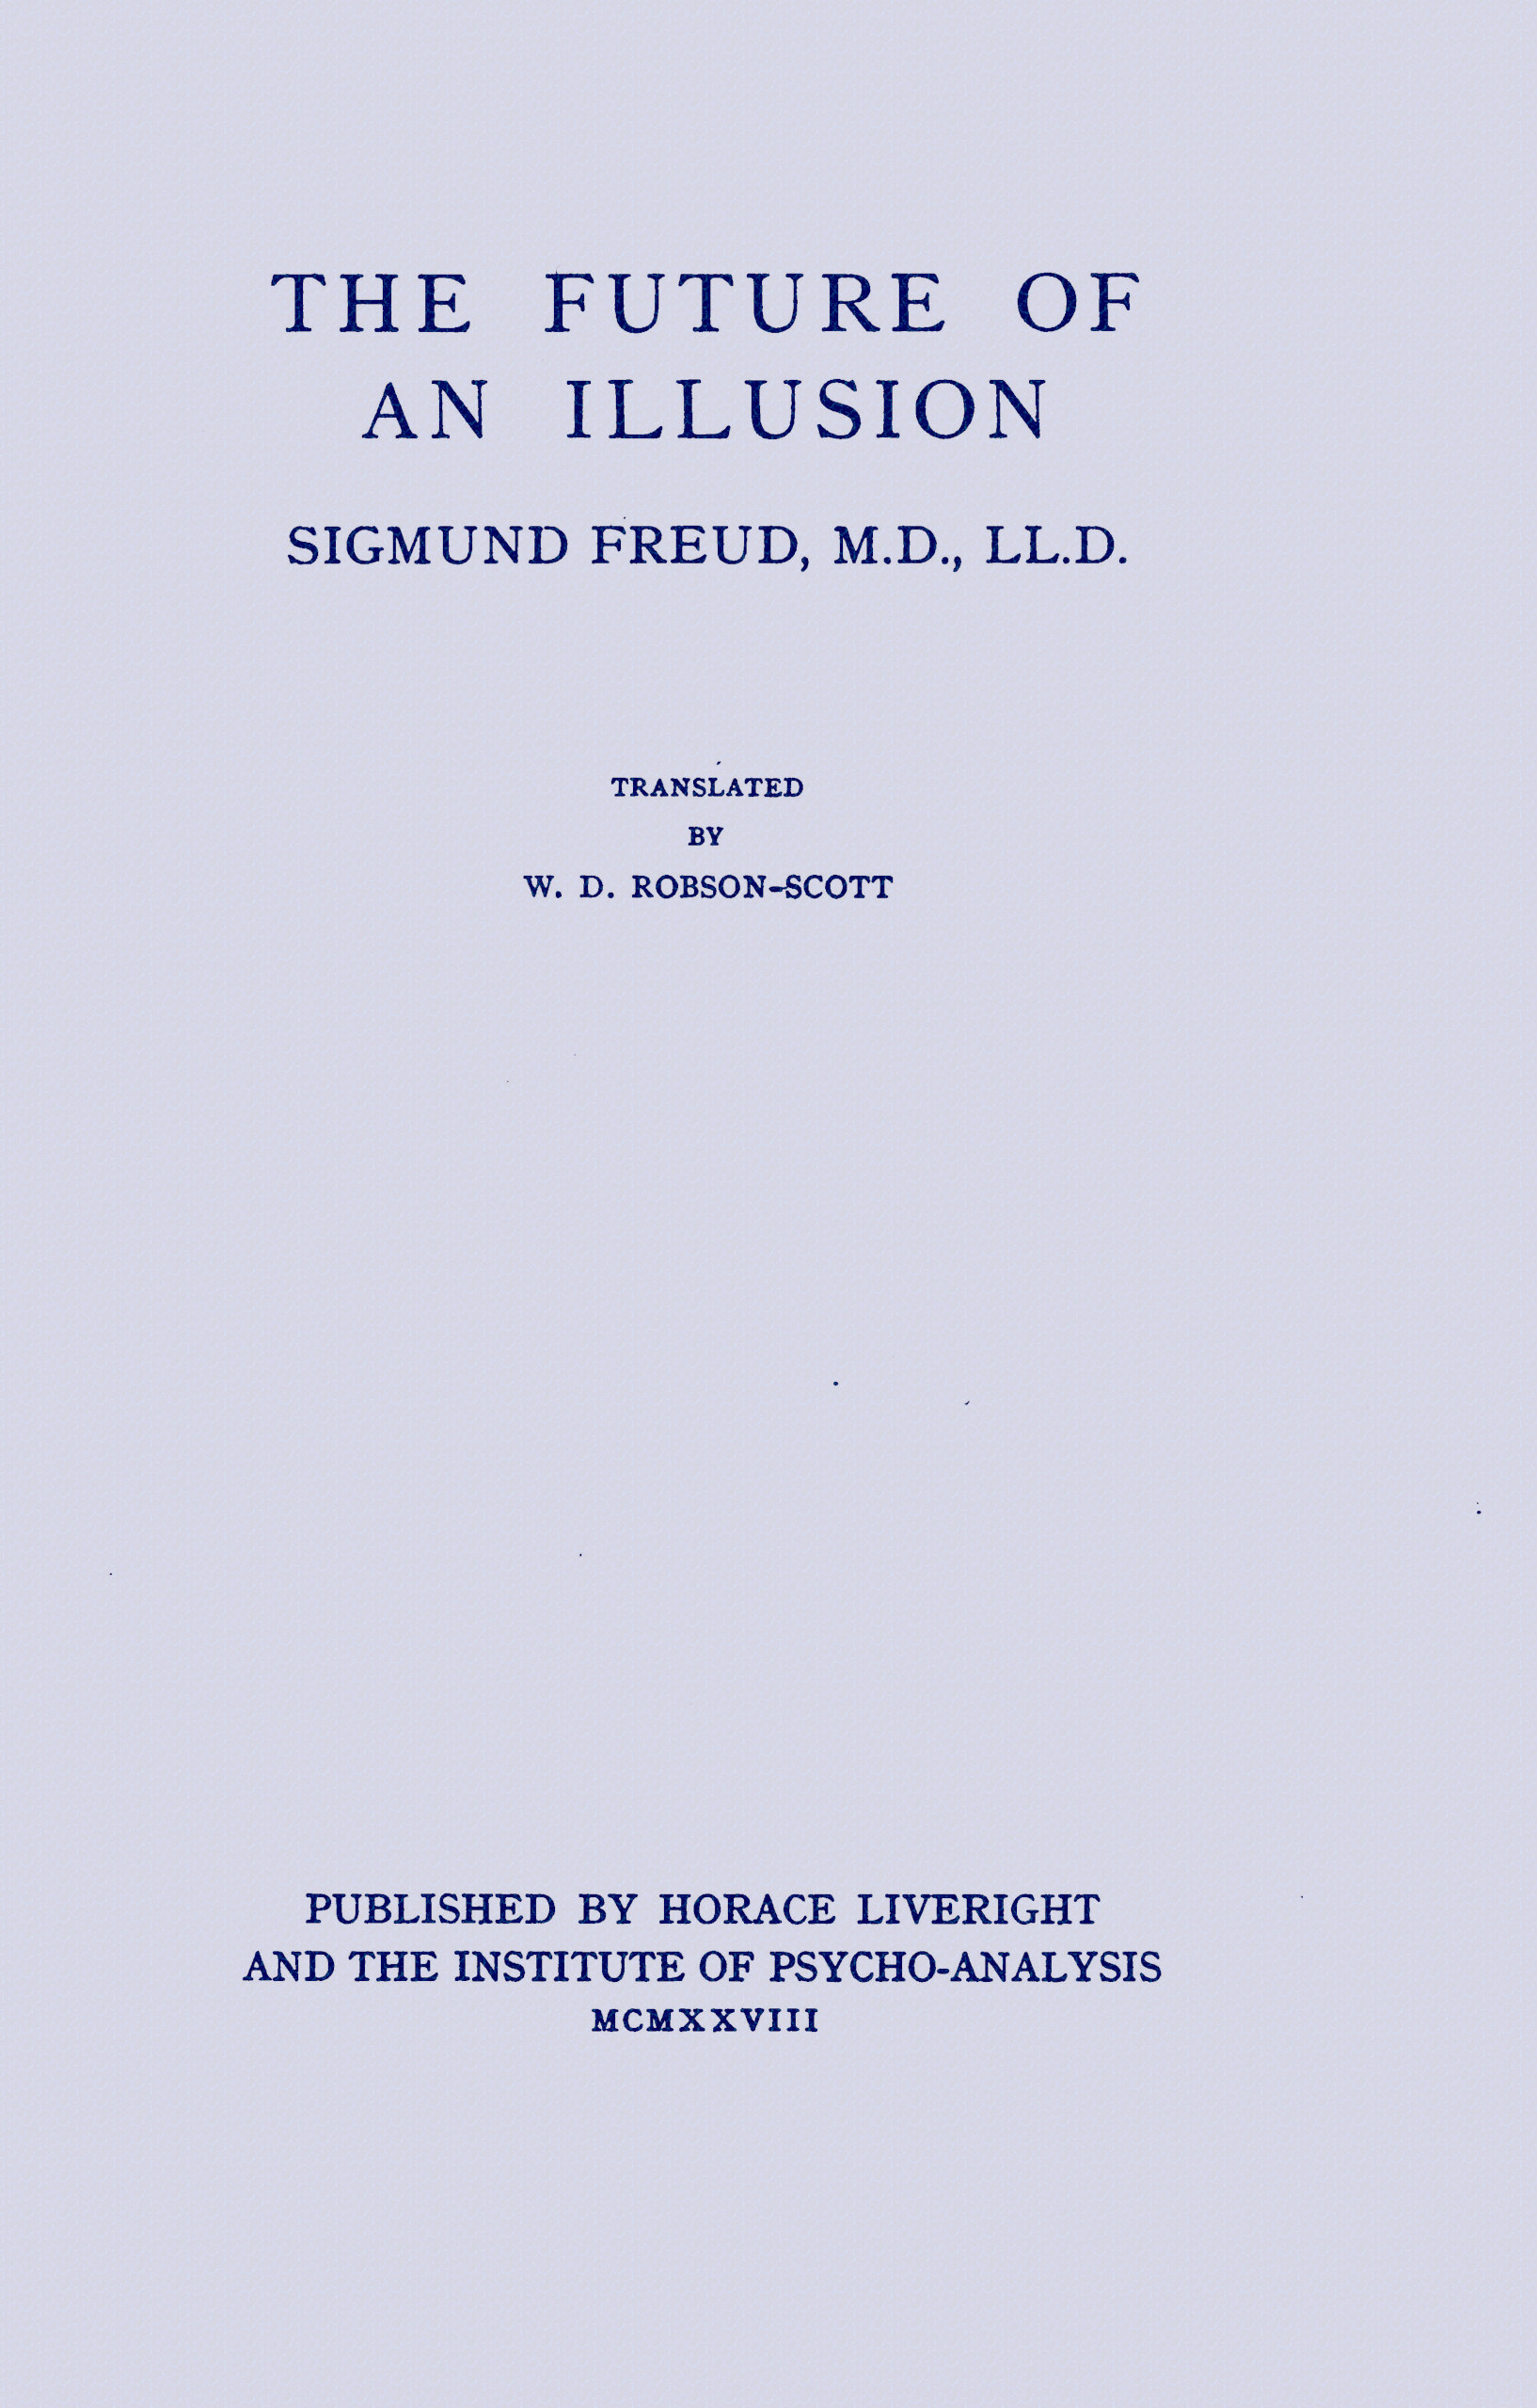 THE FUTURE OF
AN ILLUSION
SIGMUND FREUD, M.D., LL.D.
TRANSLATED
BY
W. D. ROBSON-SCOTT
PUBLISHED BY HORACE LIVERIGHT
AND THE INSTITUTE OF PSYCHO-ANALYSIS
MCMXXVIII